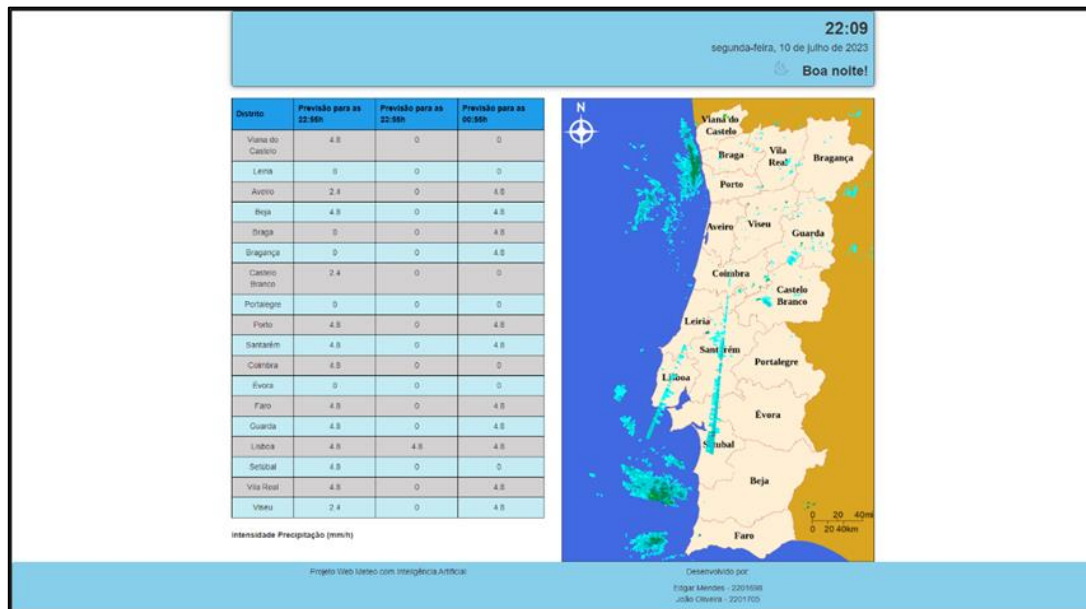 22:09
segunda-feira, 10 de julho de 2023
Boa noite!
Distrito Previsão para as 22:55h Previsão para as 22:55h Previsão para as 00:55h
Viana do Castelo 4.8 0 0
Leiria 0 0 0
Aveiro 2.4 0 4.8
Beja 4.8 0 4.8
Braga 0 0 4.8
Bragança 0 0 4.8
Castelo Branco 2.4 0 0
Portalegre 0 0 0
Porto 4.8 0 4.8
Santarém 4.8 0 4.8
Coimbra 4.8 0 0
Évora 0 0 0
Faro 4.8 0 4.8
Guarda 4.8 0 4.8
Lisboa 4.8 4.8 4.8
Setúbal 4.8 0 0
Vila Real 4.8 0 4.8
Viseu 2.4 0 4.8
Intensidade Precipitação (mm/h)
N
Viana do
Castelo
Braga
Vila
Real
Bragança
Porto
Aveiro
Viseu
Guarda
Coimbra
Castelo
Branco
Leiria
Santarém
Portalegre
Lisboa
Évora
Setúbal
Beja
0 20 40mi
0 20 40km
Faro
Projeto Web Meteo com Inteligência Artificial
Desenvolvido por:
Edgar Mendes - 2201698
João Oliveira - 2201705